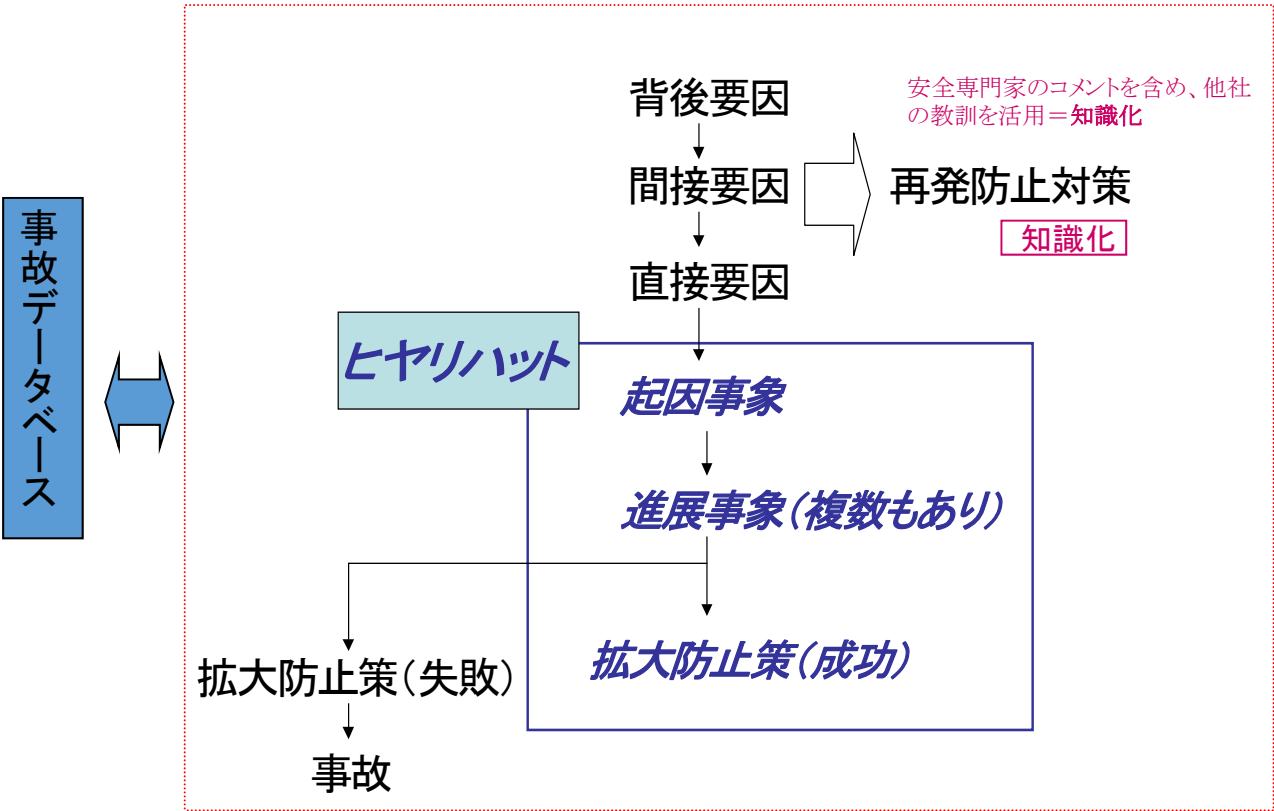 事故データベース
背後要因
安全専門家のコメントを含め、他社
の教訓を活用＝知識化
間接要因
再発防止対策
知識化
直接要因
ヒヤリハット
起因事象
進展事象（複数もあり）
拡大防止策（失敗）
拡大防止策（成功）
事故